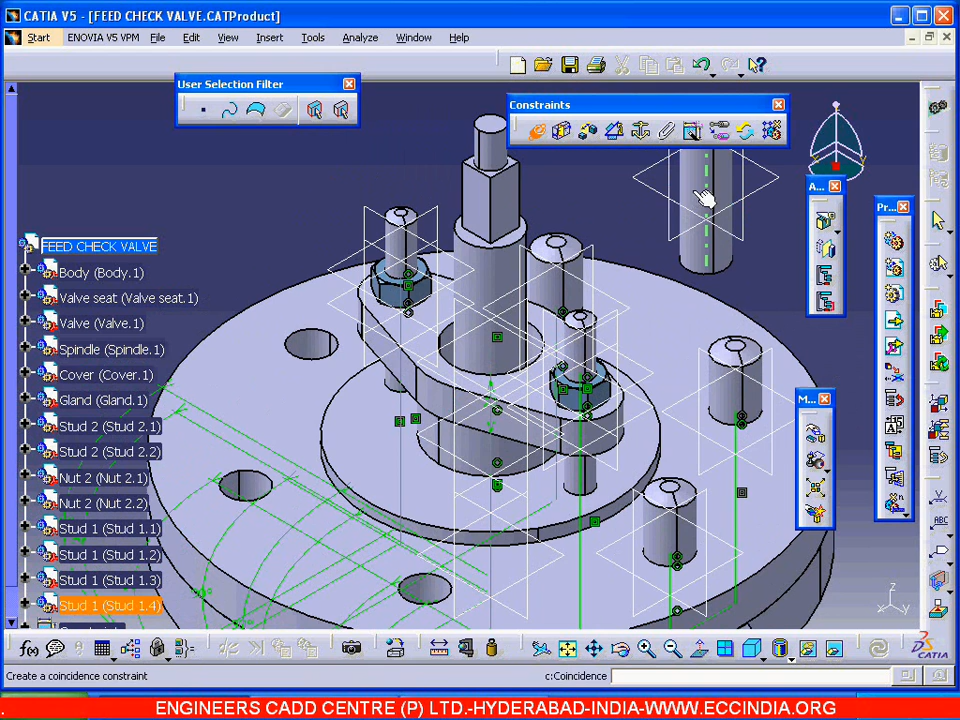 CATIA V5 - [FEED CHECK VALVE.CATProduct]
Start ENOVIA V5 VPM File Edit View Insert Tools Analyze Window Help
User Selection Filter
Constraints
A...
Pr...
FEED CHECK VALVE
Body (Body.1)
Valve seat (Valve seat.1)
Valve (Valve.1)
Spindle (Spindle.1)
Cover (Cover.1)
Gland (Gland.1)
M...
Stud 2 (Stud 2.1)
Stud 2 (Stud 2.2)
Nut 2 (Nut 2.1)
Nut 2 (Nut 2.2)
Stud 1 (Stud 1.1)
Stud 1 (Stud 1.2)
Stud 1 (Stud 1.3)
Stud 1 (Stud 1.4)
ABC
z
x
y
f(x)
CATIA
Create a coincidence constraint c:Coincidence
. ENGINEERS CADD CENTRE (P) LTD.-HYDERABAD-INDIA-WWW.ECCINDIA.ORG